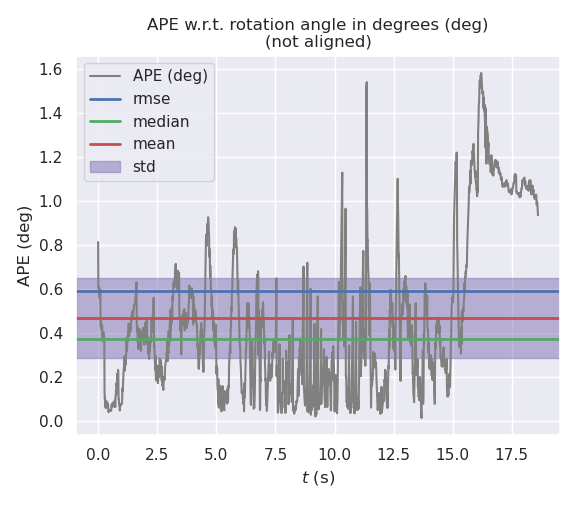 APE w.r.t. rotation angle in degrees (deg)
(not aligned)
APE (deg)
rmse
median
mean
std
APE (deg)
1.6
1.4
1.2
1.0
0.8
0.6
0.4
0.2
0.0
0.0 2.5 5.0 7.5 10.0 12.5 15.0 17.5
t (s)